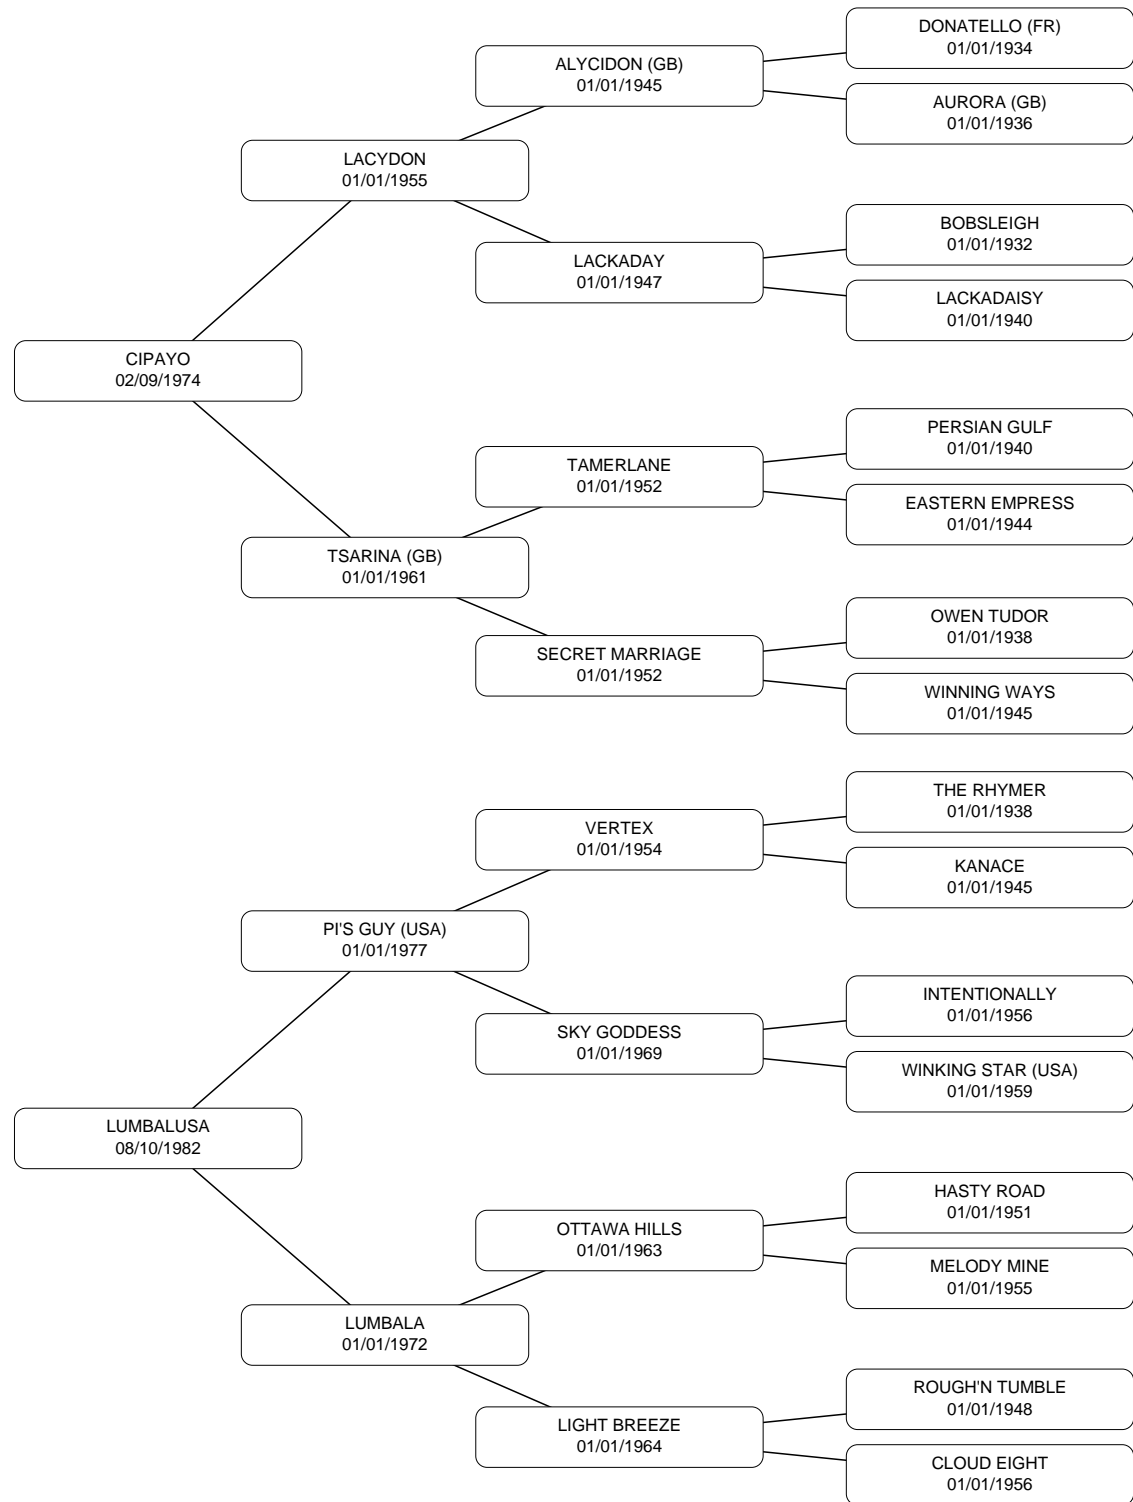 DONATELLO (FR)
01/01/1934
ALYCIDON (GB)
01/01/1945
AURORA (GB)
01/01/1936
LACYDON
01/01/1955
BOBSLEIGH
01/01/1932
LACKADAY
01/01/1947
LACKADAISY
01/01/1940
CIPAYO
02/09/1974
PERSIAN GULF
01/01/1940
TAMERLANE
01/01/1952
EASTERN EMPRESS
01/01/1944
TSARINA (GB)
01/01/1961
OWEN TUDOR
01/01/1938
SECRET MARRIAGE
01/01/1952
WINNING WAYS
01/01/1945
THE RHYMER
01/01/1938
VERTEX
01/01/1954
KANACE
01/01/1945
PI'S GUY (USA)
01/01/1977
INTENTIONALLY
01/01/1956
SKY GODDESS
01/01/1969
WINKING STAR (USA)
01/01/1959
LUMBALUSA
08/10/1982
HASTY ROAD
01/01/1951
OTTAWA HILLS
01/01/1963
MELODY MINE
01/01/1955
LUMBALA
01/01/1972
ROUGH'N TUMBLE
01/01/1948
LIGHT BREEZE
01/01/1964
CLOUD EIGHT
01/01/1956